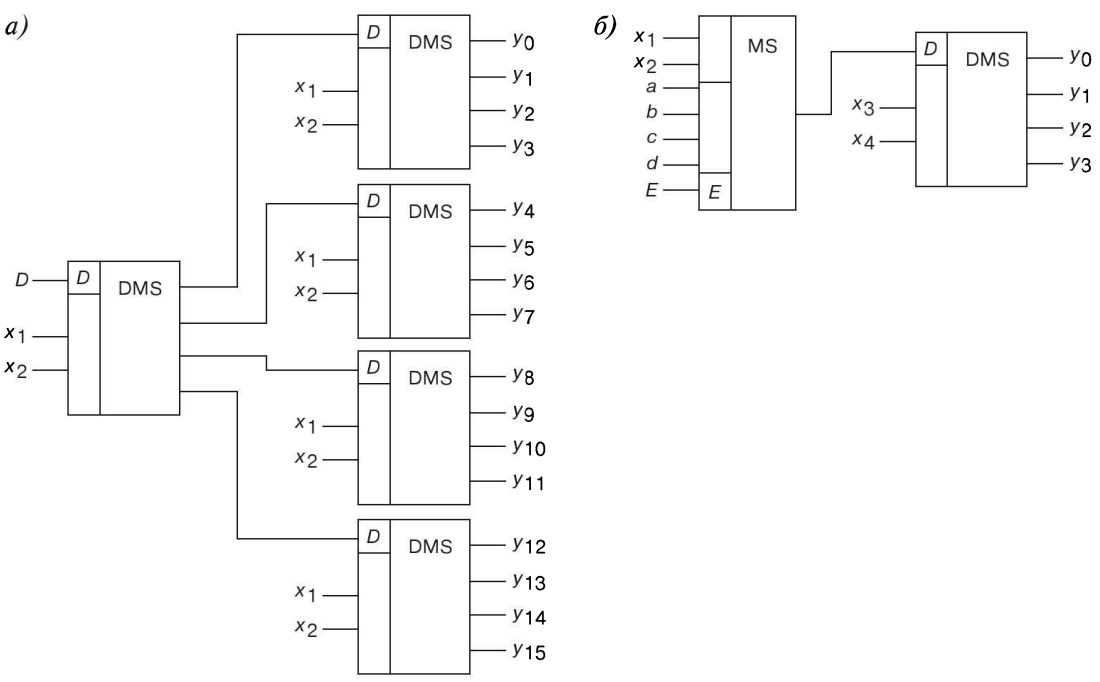 а)
D DMS y0
y1
x1
x2 y2
y3
D DMS y4
y5
x1
x2 y6
y7
D D DMS
x1
x2
D DMS y8
y9
x1
x2 y10
y11
D DMS y12
y13
x1
x2 y14
y15
б)
x1 MS
x2
a
b
c
d
E E
D DMS y0
y1
x3
x4 y2
y3